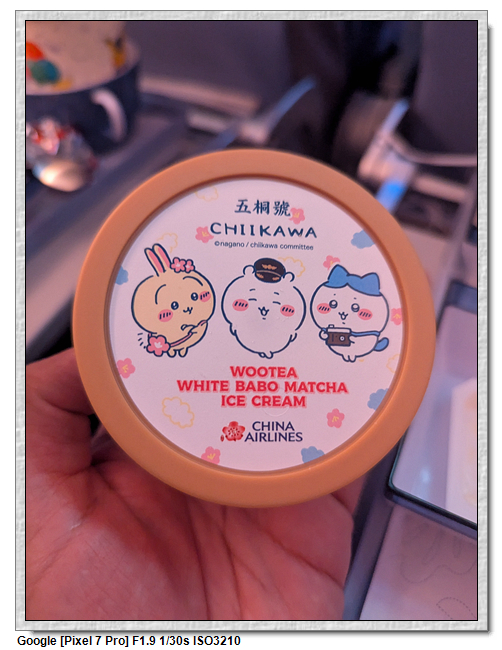 五桐號
CHIIKAWA
©nagano / chiikawa committee
WOOTEA
WHITE BABO MATCHA
ICE CREAM
CHINA
AIRLINES
Google [Pixel 7 Pro] F1.9 1/30s ISO3210